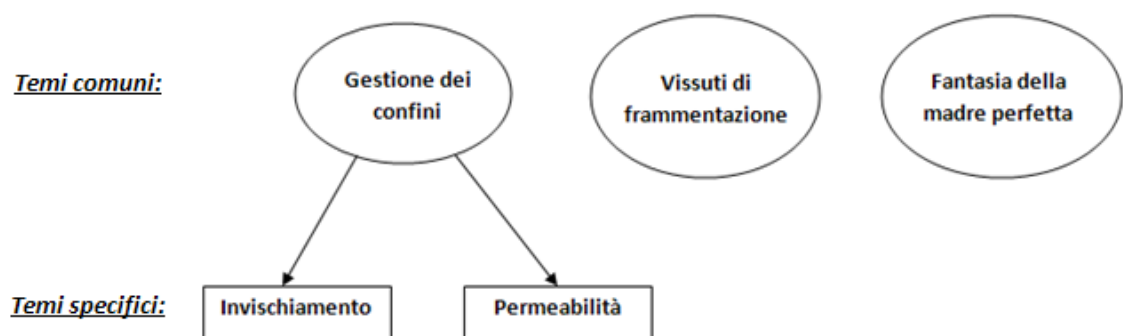 Temi comuni:
Gestione dei
confini
Vissuti di
frammentazione
Fantasia della
madre perfetta
Temi specifici:
Invischiamento
Permeabilità